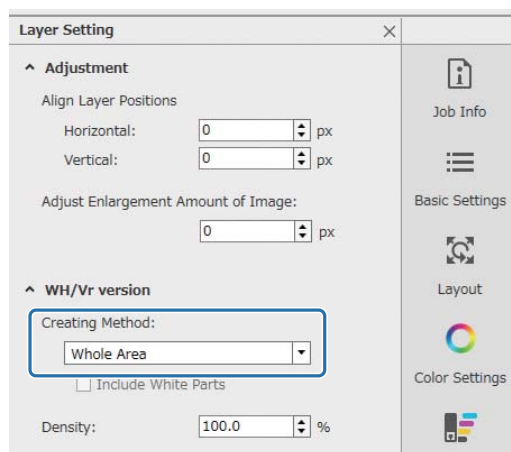 Layer Setting
Adjustment
Align Layer Positions
Horizontal: 0 px
Vertical: 0 px
Adjust Enlargement Amount of Image:
0 px
WH/Vr version
Creating Method:
Whole Area
Include White Parts
Density: 100.0 %
Job Info
Basic Settings
Layout
Color Settings